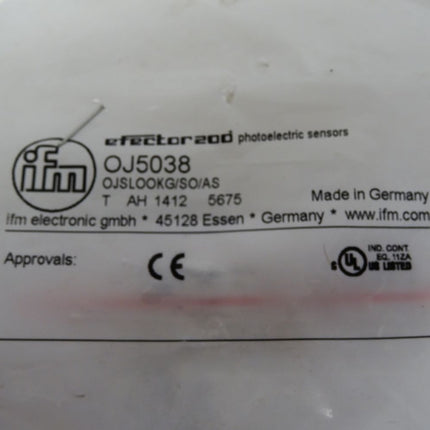 efector200 photoelectric sensors
ifm
OJ5038
OJSLOOKG/SO/AS
T AH 1412 5675 Made in Germany
ifm electronic gmbh * 45128 Essen * Germany * www.ifm.com
Approvals: CE c UL US LISTED
IND. CONT.
EQ. 11ZA